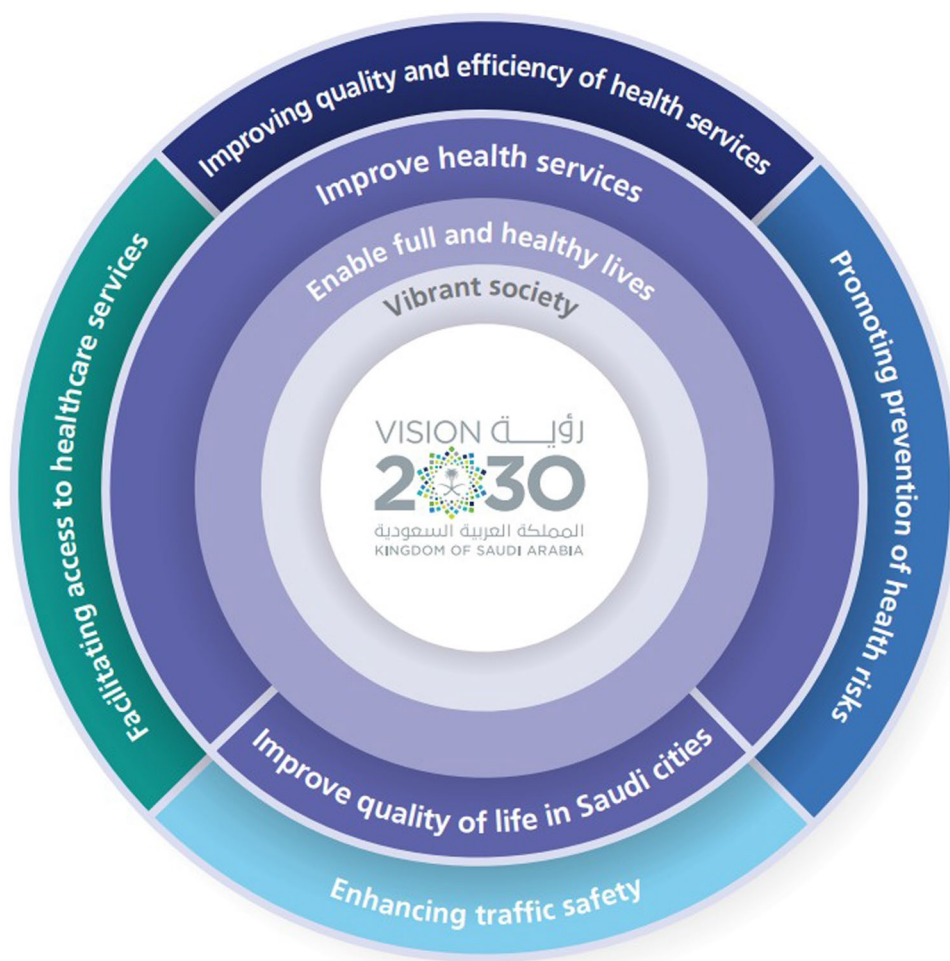 Improving quality and efficiency of health services
Improve health services
Enable full and healthy lives
Vibrant society
Facilitating access to healthcare services
Promoting prevention of health risks
VISION رؤيــــة
2030
المملكة العربية السعودية
KINGDOM OF SAUDI ARABIA
Improve quality of life in Saudi cities
Enhancing traffic safety